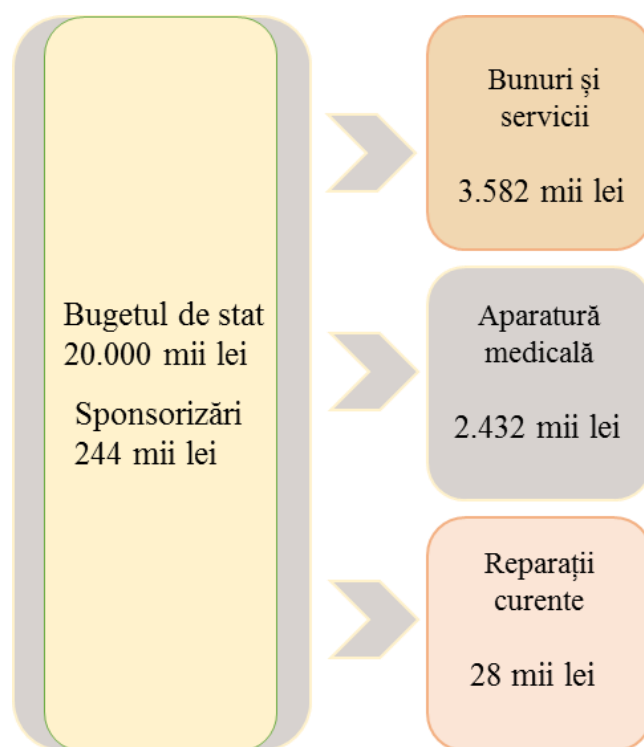 Bugetul de stat
20.000 mii lei
Sponsorizări
244 mii lei
Bunuri și
servicii
3.582 mii lei
Aparatură
medicală
2.432 mii lei
Reparații
curente
28 mii lei